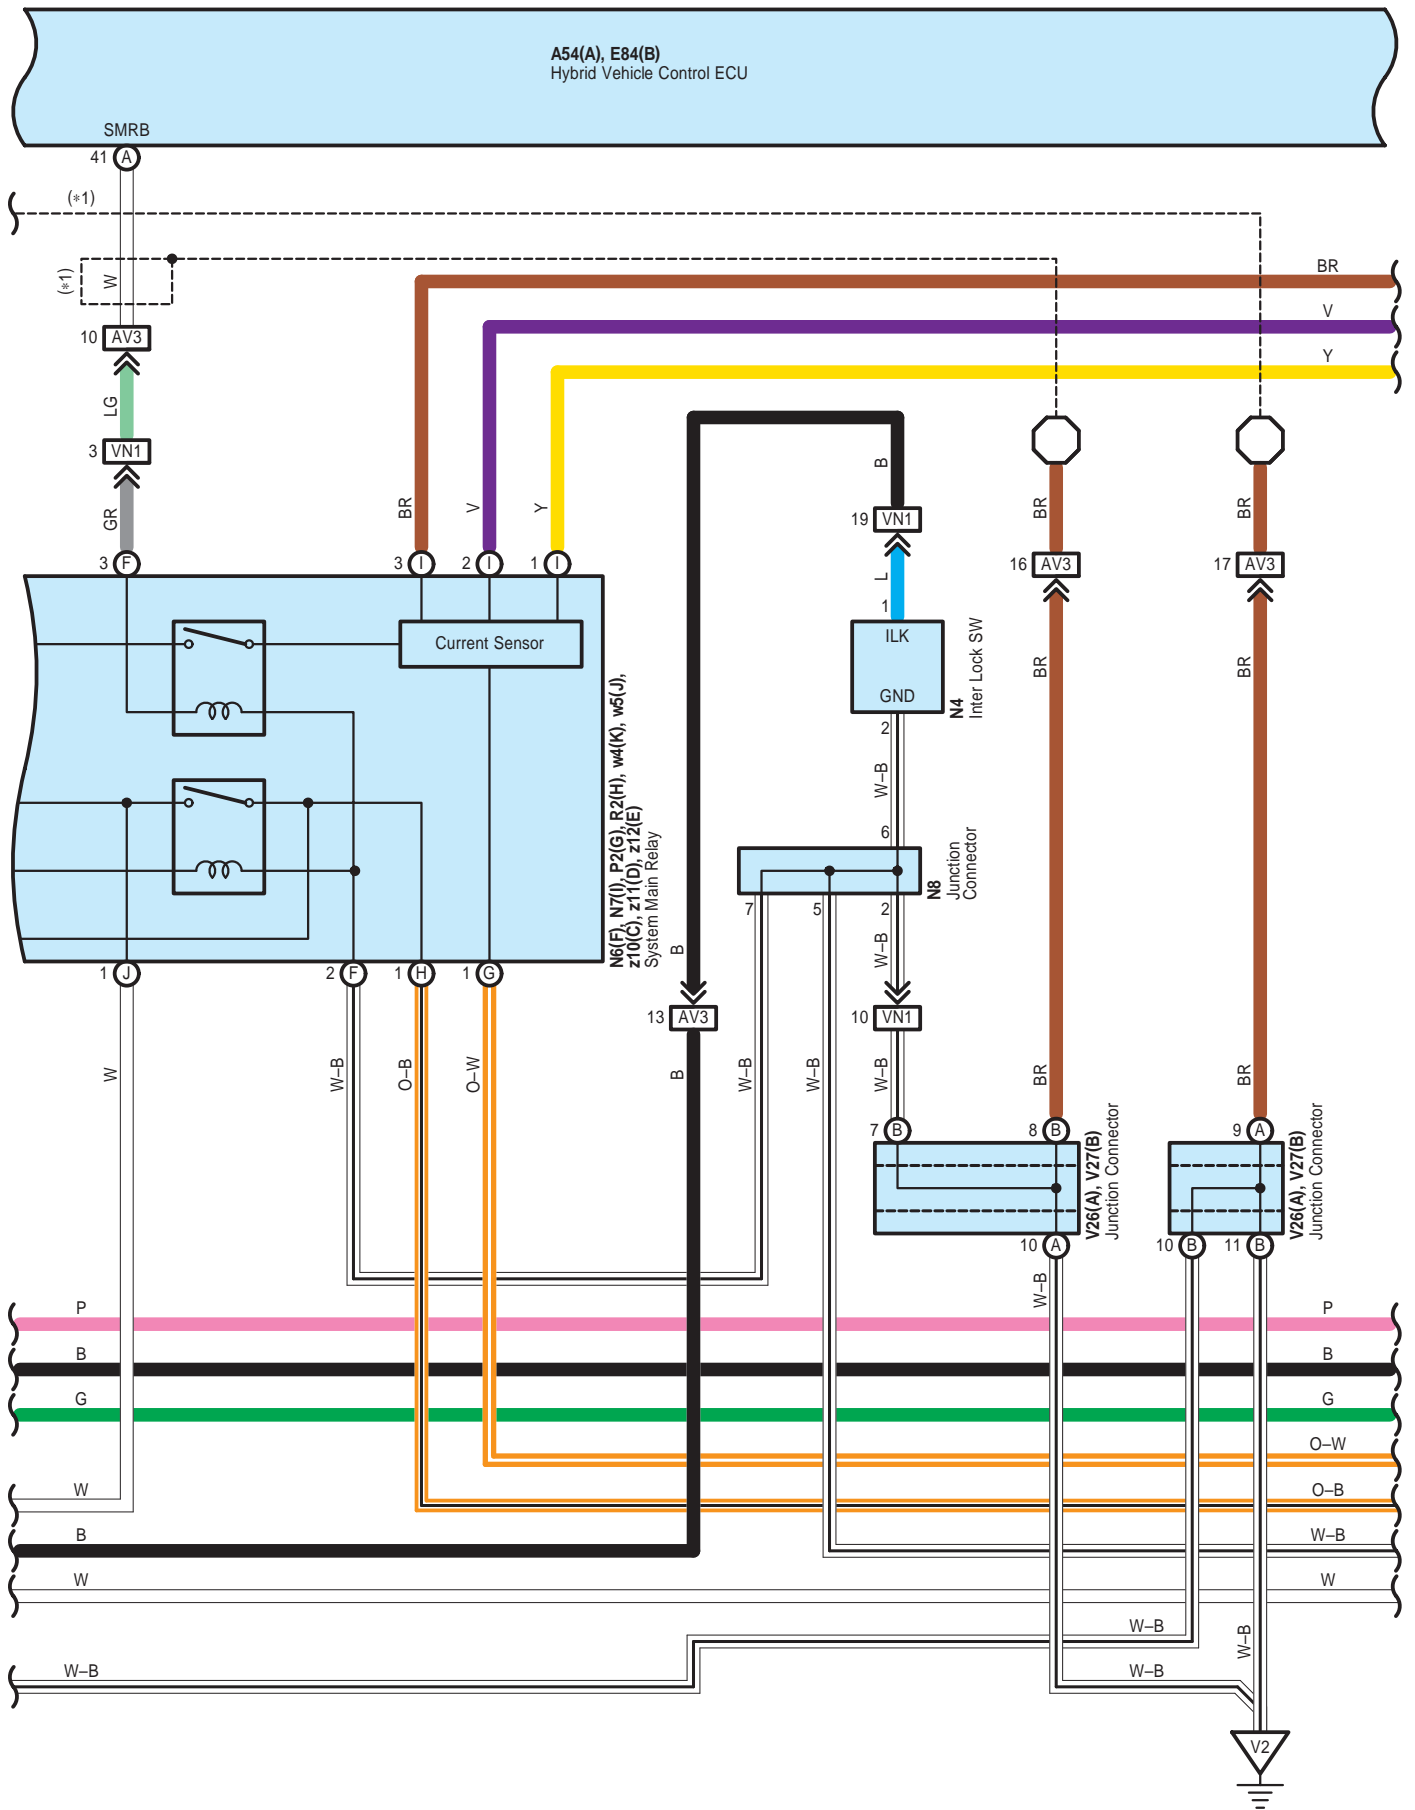 A54(A), E84(B)
Hybrid Vehicle Control ECU
SMRB
41 A
(*1)
(*1)
W
BR
V
10 AV3
Y
LG
B
3 VN1
GR
BR
V
Y
19 VN1
BR
BR
3 F
3 I
2 I
1 I
L
16 AV3
17 AV3
1
ILK
Current Sensor
GND
N4
Inter Lock SW
BR
BR
2
W–B
6
N6(F), N7(I), P2(G), R2(H), w4(K), w5(J),
z10(C), z11(D), z12(E)
System Main Relay
N8
Junction
Connector
7
5
2
B
W–B
1 J
2 F
1 H
1 G
13 AV3
10 VN1
W
W–B
O–B
O–W
B
W–B
W–B
W–B
BR
BR
7 B
8 B
9 A
V26(A), V27(B)
Junction Connector
V26(A), V27(B)
Junction Connector
10 A
10 B
11 B
W–B
P
P
B
B
G
G
O–W
W
O–B
B
W–B
W
W
W–B
W–B
W–B
W–B
V2